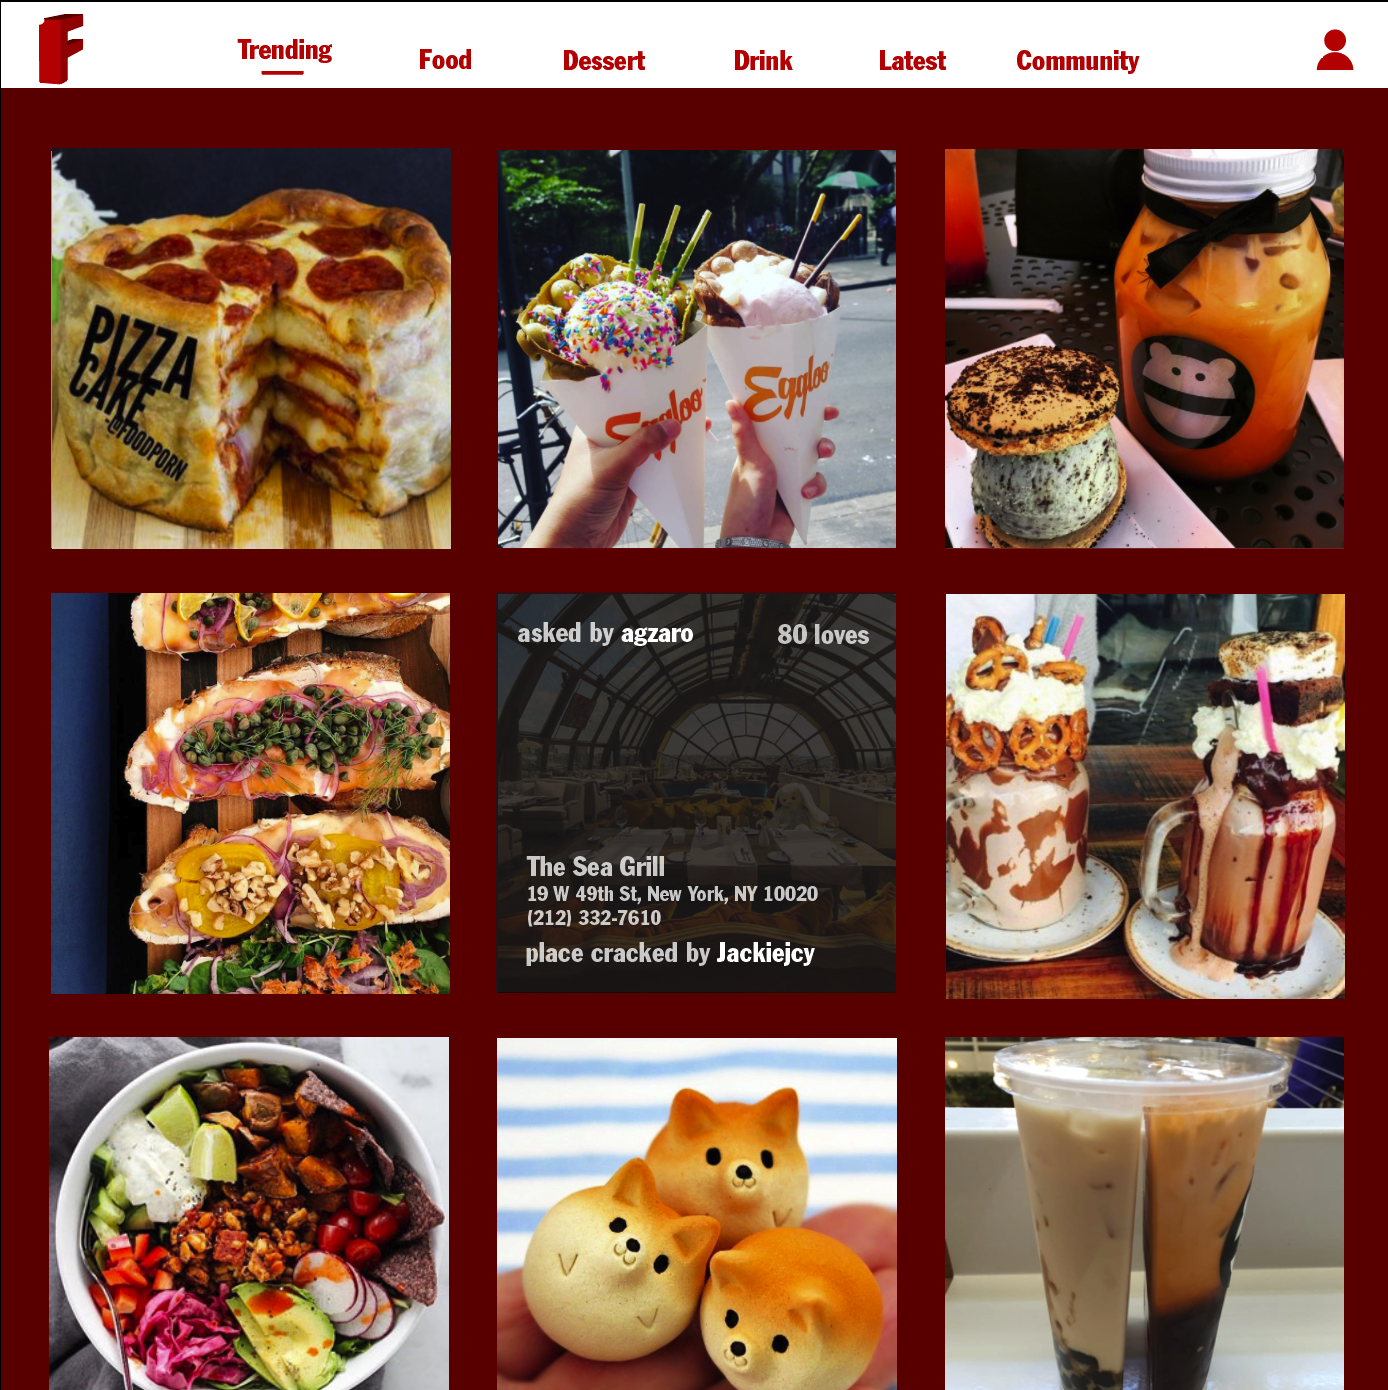 F
Trending
Food
Dessert
Drink
Latest
Community
PIZZA
CAKE
-@FOODPORN
Eggloo
Eggloo
asked by agzaro
80 loves
The Sea Grill
19 W 49th St, New York, NY 10020
(212) 332-7610
place cracked by Jackiejcy